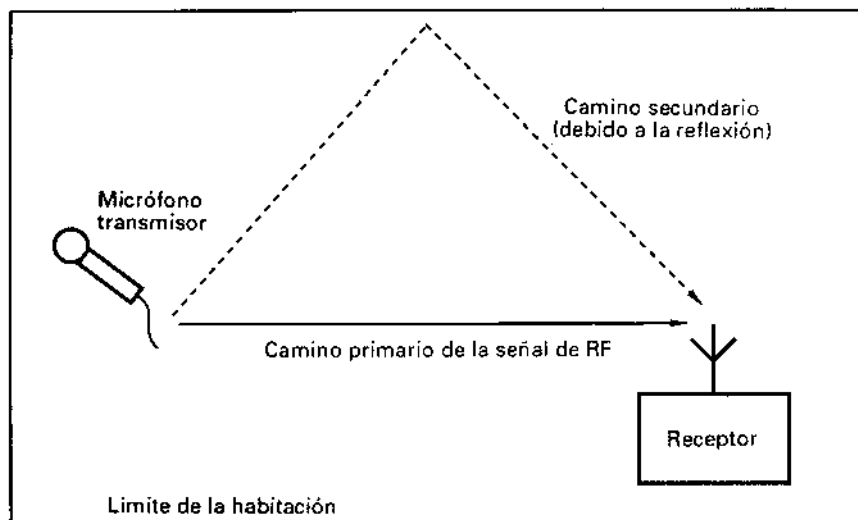 Camino secundario
(debido a la reflexión)
Micrófono
transmisor
Camino primario de la señal de RF
Receptor
Limite de la habitación